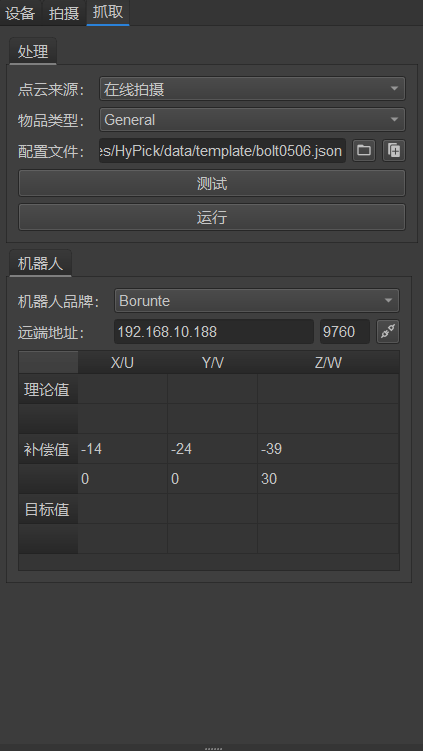 设备 拍摄 抓取
处理
点云来源： 在线拍摄
物品类型： General
配置文件： es/HyPick/data/template/bolt0506.json
测试
运行
机器人
机器人品牌： Borunte
远端地址： 192.168.10.188 9760
X/U Y/V Z/W
理论值
补偿值 -14 -24 -39
0 0 30
目标值